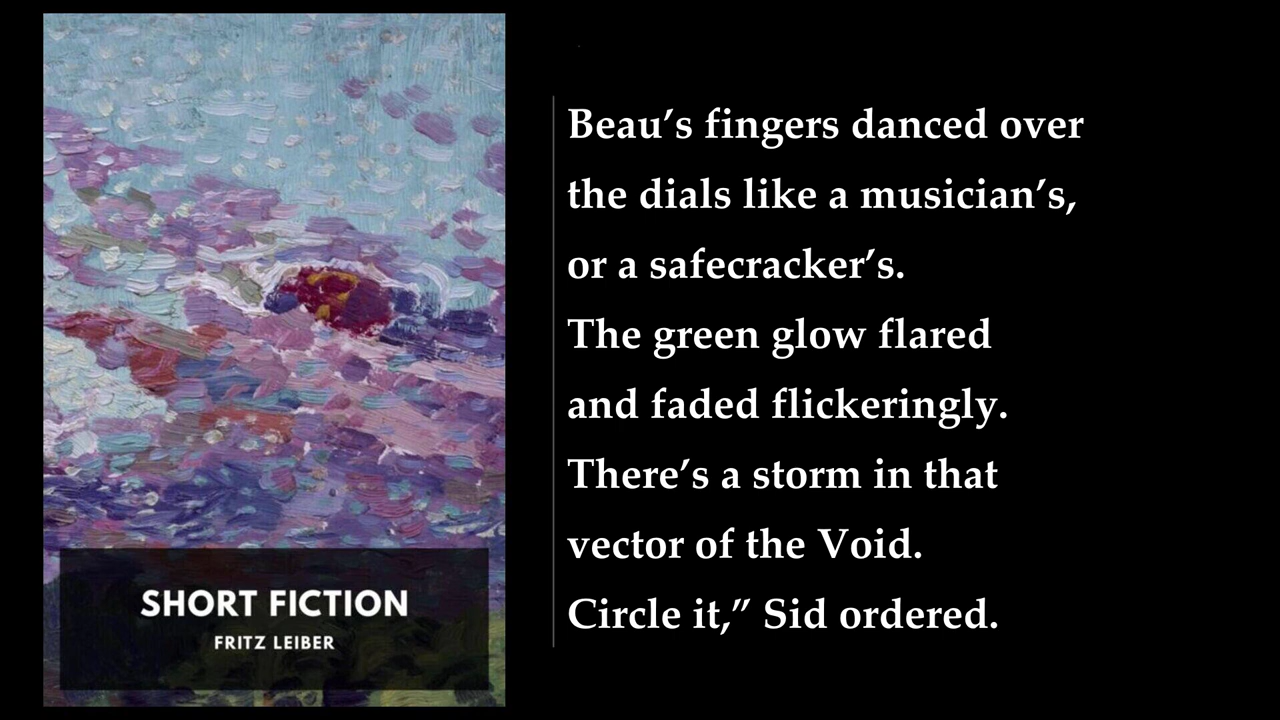 SHORT FICTION
FRITZ LEIBER
Beau’s fingers danced over
the dials like a musician’s,
or a safecracker’s.
The green glow flared
and faded flickeringly.
There’s a storm in that
vector of the Void.
Circle it,” Sid ordered.